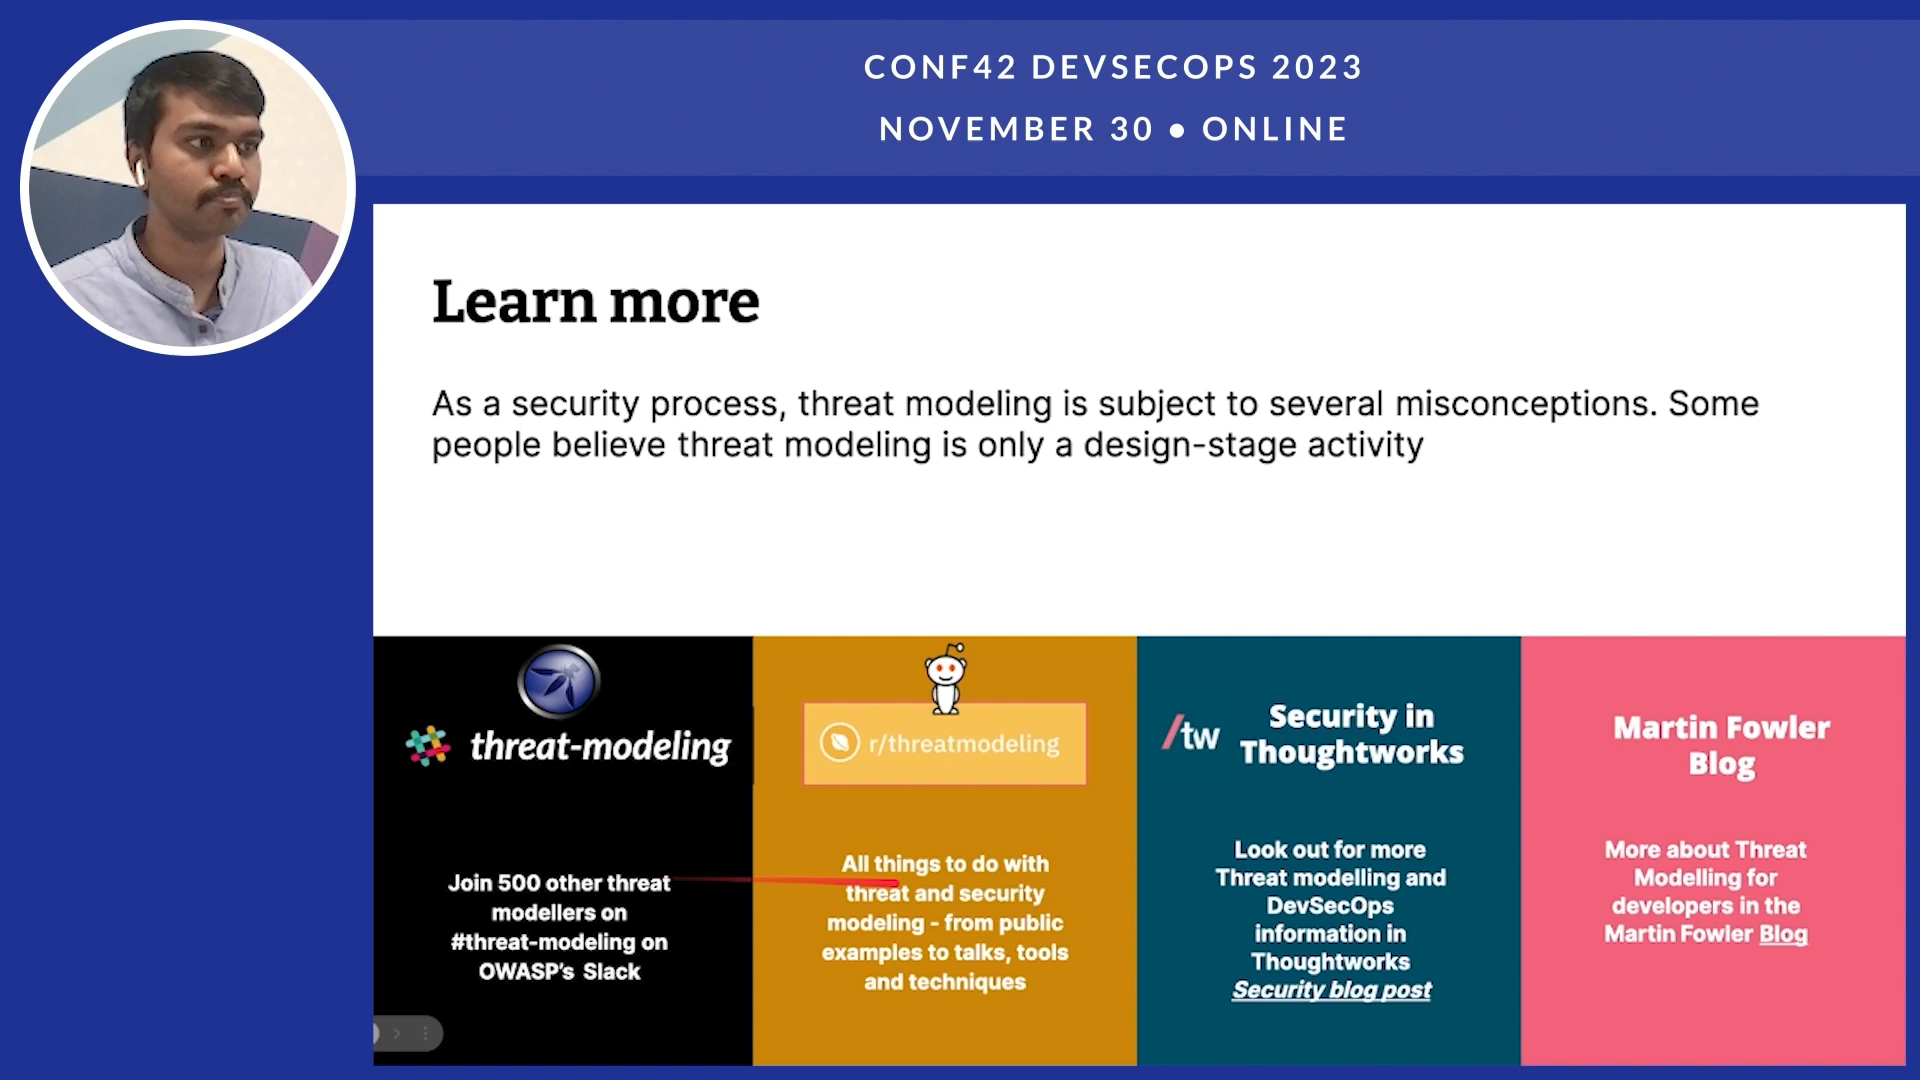 CONF42 DEVSECOPS 2023
NOVEMBER 30 • ONLINE
Learn more
As a security process, threat modeling is subject to several misconceptions. Some
people believe threat modeling is only a design-stage activity
threat-modeling
Join 500 other threat
modellers on
#threat-modeling on
OWASP's Slack
r/threatmodeling
All things to do with
threat and security
modeling - from public
examples to talks, tools
and techniques
/tw
Security in
Thoughtworks
Look out for more
Threat modelling and
DevSecOps
information in
Thoughtworks
Security blog post
Martin Fowler
Blog
More about Threat
Modelling for
developers in the
Martin Fowler Blog